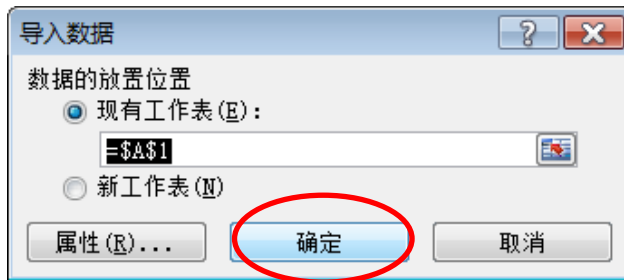 导入数据
数据的放置位置
现有工作表(E):
=$A$1
新工作表(N)
属性(R)... 确定 取消